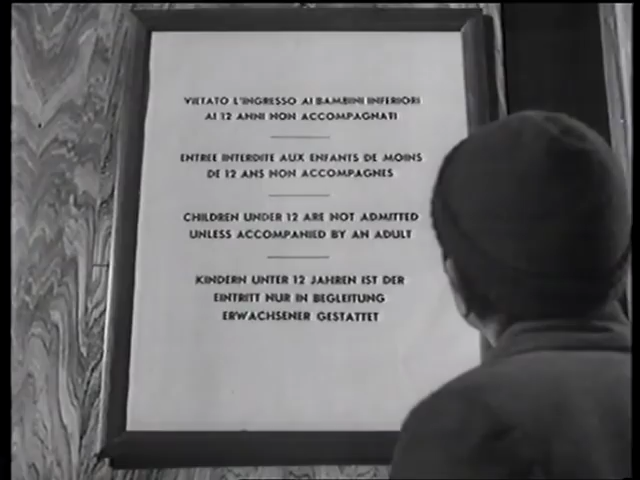 VIETATO L'INGRESSO AI BAMBINI INFERIORI
AI 12 ANNI NON ACCOMPAGNATI
ENTREE INTERDITE AUX ENFANTS DE MOINS
DE 12 ANS NON ACCOMPAGNES
CHILDREN UNDER 12 ARE NOT ADMITTED
UNLESS ACCOMPANIED BY AN ADULT
KINDERN UNTER 12 JAHREN IST DER
EINTRITT NUR IN BEGLEITUNG
ERWACHSENER GESTATTET